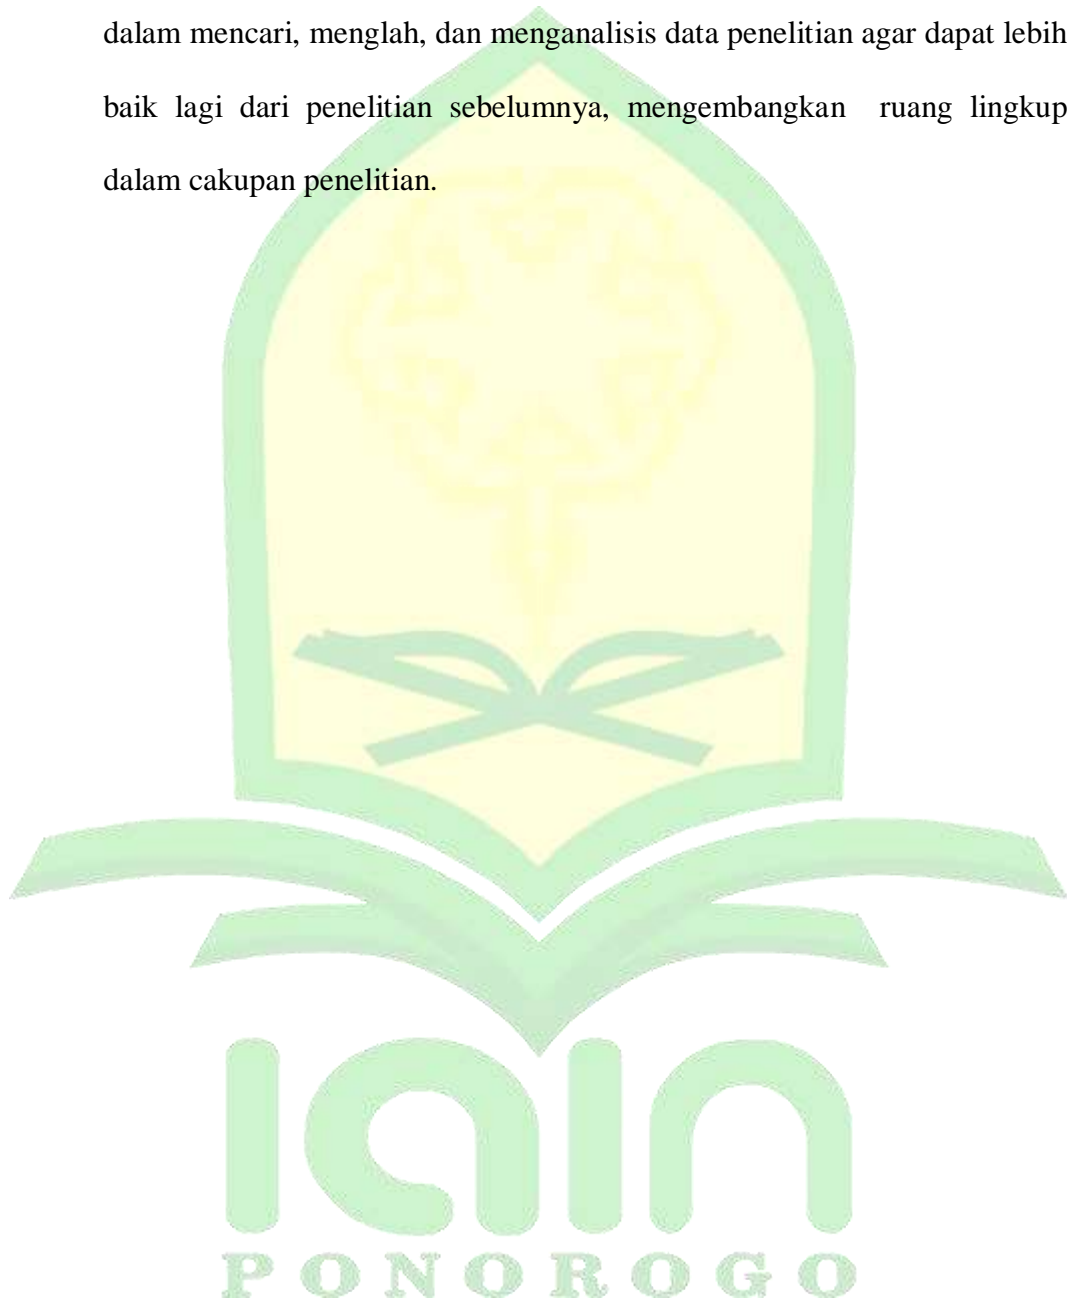 dalam mencari, menglah, dan menganalisis data penelitian agar dapat lebih
baik lagi dari penelitian sebelumnya, mengembangkan ruang lingkup
dalam cakupan penelitian.
iain
PONOROGO